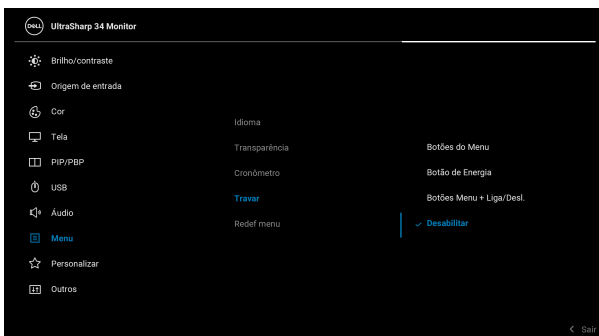 DELL UltraSharp 34 Monitor
Brilho/contraste
Origem de entrada
Cor
Tela
PIP/PBP
USB
Áudio
Menu
Personalizar
Outros
Idioma
Transparência
Cronômetro
Travar
Redef menu
Botões do Menu
Botão de Energia
Botões Menu + Liga/Desl.
Desabilitar
Sair